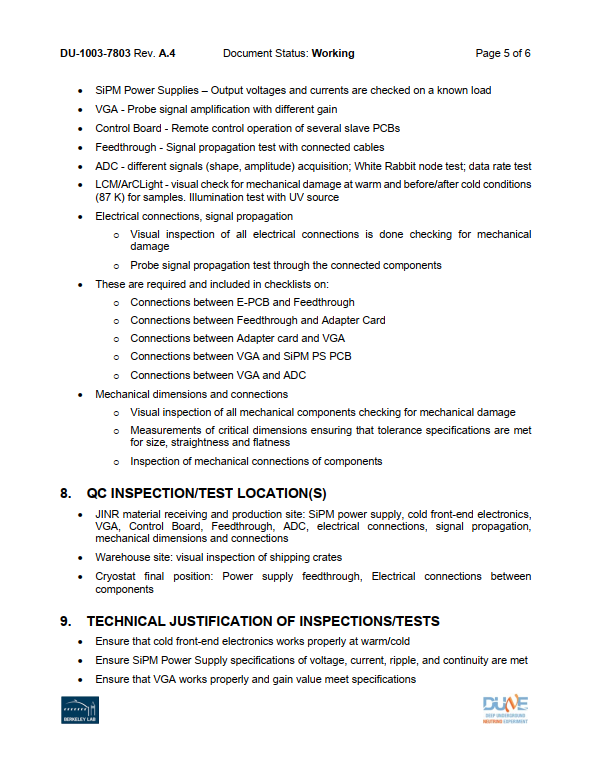 DU-1003-7803 Rev. A.4 Document Status: Working Page 5 of 6
• SiPM Power Supplies – Output voltages and currents are checked on a known load
• VGA - Probe signal amplification with different gain
• Control Board - Remote control operation of several slave PCBs
• Feedthrough - Signal propagation test with connected cables
• ADC - different signals (shape, amplitude) acquisition; White Rabbit node test; data rate test
• LCM/ArCLight - visual check for mechanical damage at warm and before/after cold conditions
(87 K) for samples. Illumination test with UV source
• Electrical connections, signal propagation
o Visual inspection of all electrical connections is done checking for mechanical
damage
o Probe signal propagation test through the connected components
• These are required and included in checklists on:
o Connections between E-PCB and Feedthrough
o Connections between Feedthrough and Adapter Card
o Connections between Adapter card and VGA
o Connections between VGA and SiPM PS PCB
o Connections between VGA and ADC
• Mechanical dimensions and connections
o Visual inspection of all mechanical components checking for mechanical damage
o Measurements of critical dimensions ensuring that tolerance specifications are met
for size, straightness and flatness
o Inspection of mechanical connections of components
8. QC INSPECTION/TEST LOCATION(S)
• JINR material receiving and production site: SiPM power supply, cold front-end electronics,
VGA, Control Board, Feedthrough, ADC, electrical connections, signal propagation,
mechanical dimensions and connections
• Warehouse site: visual inspection of shipping crates
• Cryostat final position: Power supply feedthrough, Electrical connections between
components
9. TECHNICAL JUSTIFICATION OF INSPECTIONS/TESTS
• Ensure that cold front-end electronics works properly at warm/cold
• Ensure SiPM Power Supply specifications of voltage, current, ripple, and continuity are met
• Ensure that VGA works properly and gain value meet specifications
BERKELEY LAB
DUNE
DEEP UNDERGROUND
NEUTRINO EXPERIMENT